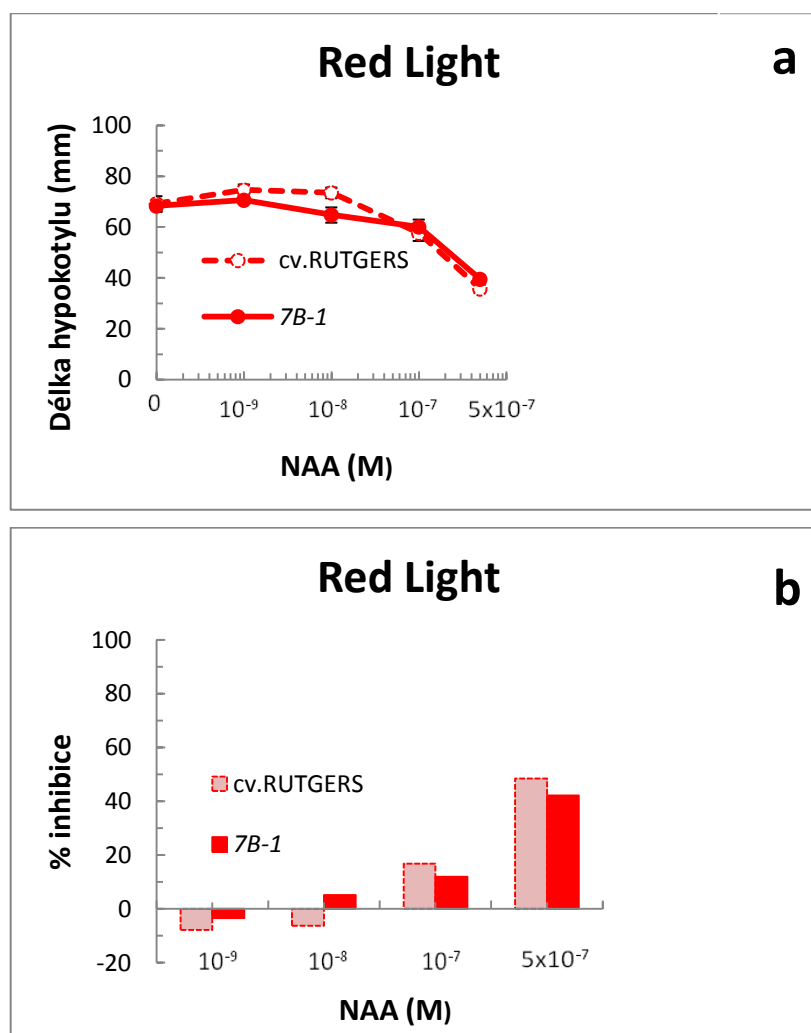 Red Light
a
Délka hypokotylu (mm)
100
80
60
40
20
0
cv.RUTGERS
7B-1
0
10⁻⁹
10⁻⁸
10⁻⁷
5x10⁻⁷
NAA (M)
Red Light
b
% inhibice
100
80
60
40
20
0
-20
cv.RUTGERS
7B-1
10⁻⁹
10⁻⁸
10⁻⁷
5x10⁻⁷
NAA (M)